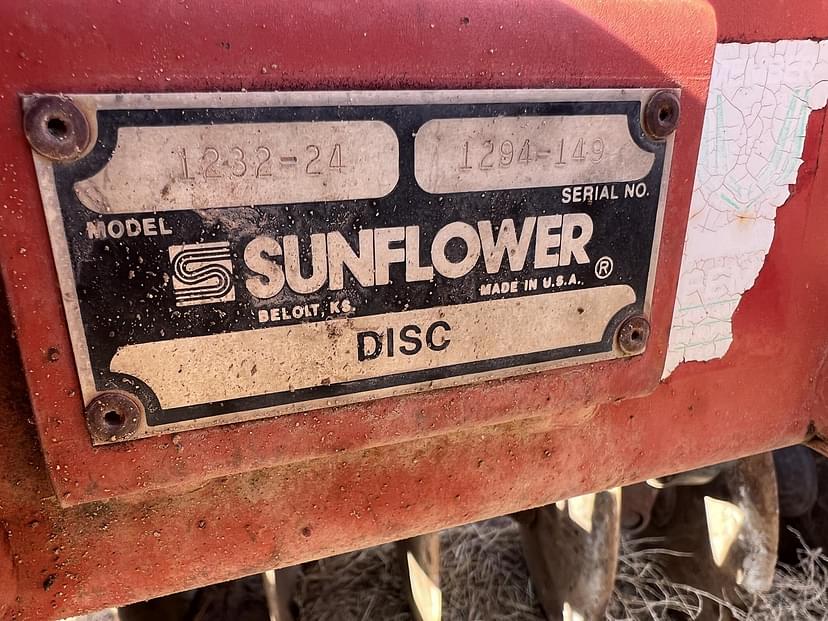 1232-24
1294-149
MODEL
SERIAL NO.
SUNFLOWER®
BELOIT, KS.
MADE IN U.S.A.
DISC